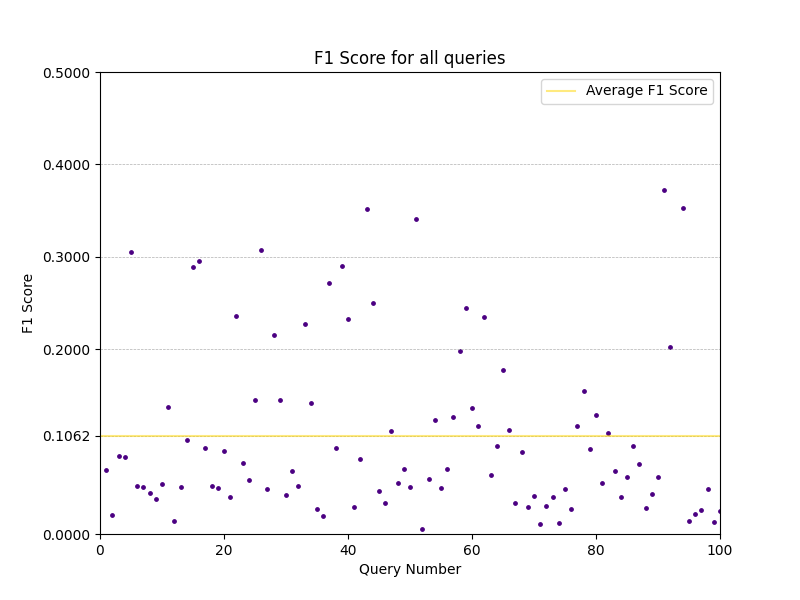 F1 Score for all queries
Average F1 Score
0.5000
0.4000
0.3000
0.2000
0.1062
0.0000
F1 Score
0 20 40 60 80 100
Query Number